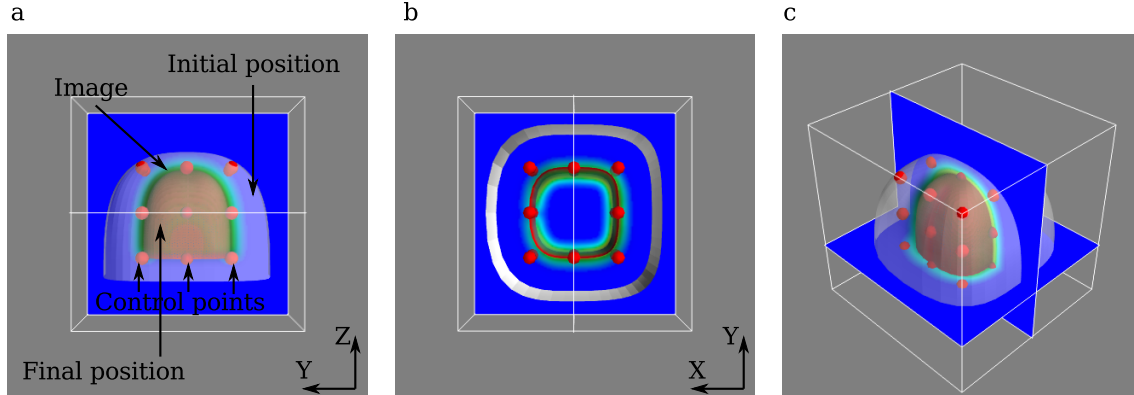 a
b
c
Initial position
Image
Control points
Final position
Z
Y
Y
X